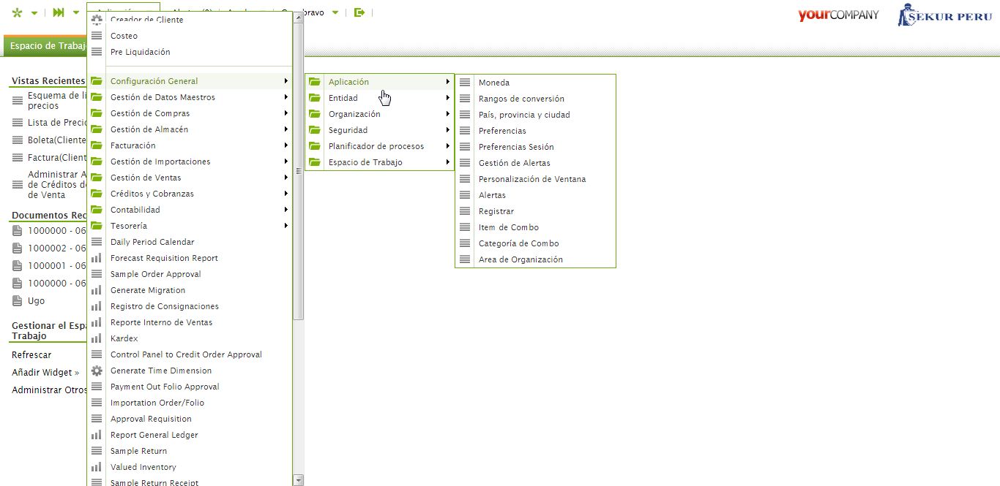 yourCOMPANY
SEKUR PERU
Espacio de Trabajo
Vistas Recientes
Esquema de li
precios
Lista de Precio
Boleta(Cliente
Factura(Client
Administrar A
de Créditos de
de Venta
Documentos Rec
1000000 - 06
1000002 - 06
1000001 - 06
1000000 - 06
Ugo
Gestionar el Espa
Trabajo
Refrescar
Añadir Widget »
Administrar Otros
Creador de Cliente
Costeo
Pre Liquidación
Configuración General
Gestión de Datos Maestros
Gestión de Compras
Gestión de Almacén
Facturación
Gestión de Importaciones
Gestión de Ventas
Créditos y Cobranzas
Contabilidad
Tesorería
Daily Period Calendar
Forecast Requisition Report
Sample Order Approval
Generate Migration
Registro de Consignaciones
Reporte Interno de Ventas
Kardex
Control Panel to Credit Order Approval
Generate Time Dimension
Payment Out Folio Approval
Importation Order/Folio
Approval Requisition
Report General Ledger
Sample Return
Valued Inventory
Sample Return Receipt
Aplicación
Entidad
Organización
Seguridad
Planificador de procesos
Espacio de Trabajo
Moneda
Rangos de conversión
País, provincia y ciudad
Preferencias
Preferencias Sesión
Gestión de Alertas
Personalización de Ventana
Alertas
Registrar
Item de Combo
Categoría de Combo
Area de Organización